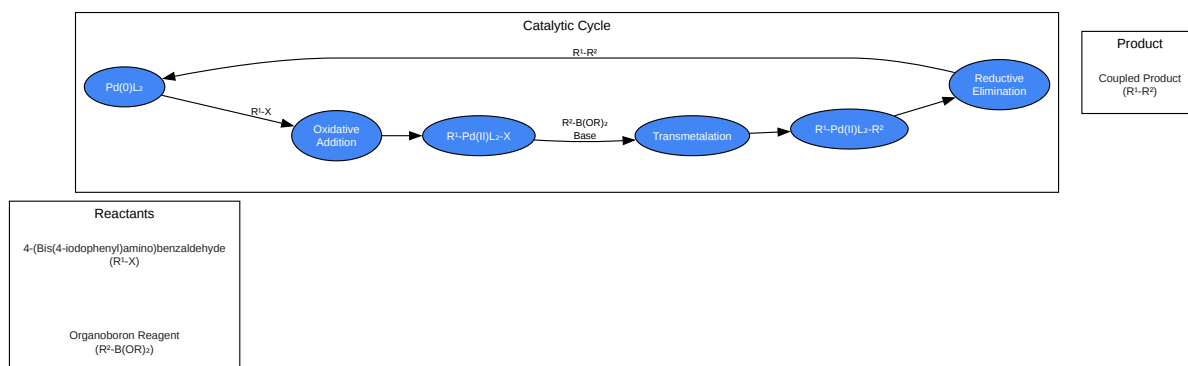 Catalytic Cycle
R¹-R²
Pd(0)L₂
R¹-X
Oxidative
Addition
R¹-Pd(II)L₂-X
R²-B(OR)₂
Base
Transmetalation
R¹-Pd(II)L₂-R²
Reductive
Elimination
Product
Coupled Product
(R¹-R²)
Reactants
4-(Bis(4-iodophenyl)amino)benzaldehyde
(R¹-X)
Organoboron Reagent
(R²-B(OR)₂)